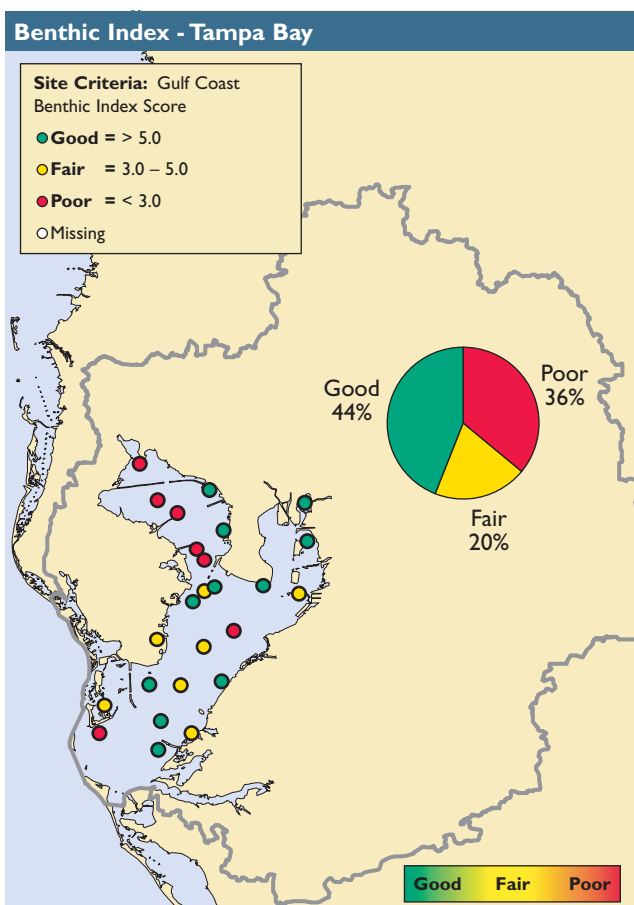 Benthic Index - Tampa Bay
Site Criteria: Gulf Coast
Benthic Index Score
Good = > 5.0
Fair = 3.0 – 5.0
Poor = < 3.0
Missing
Good
44%
Poor
36%
Fair
20%
Good Fair Poor